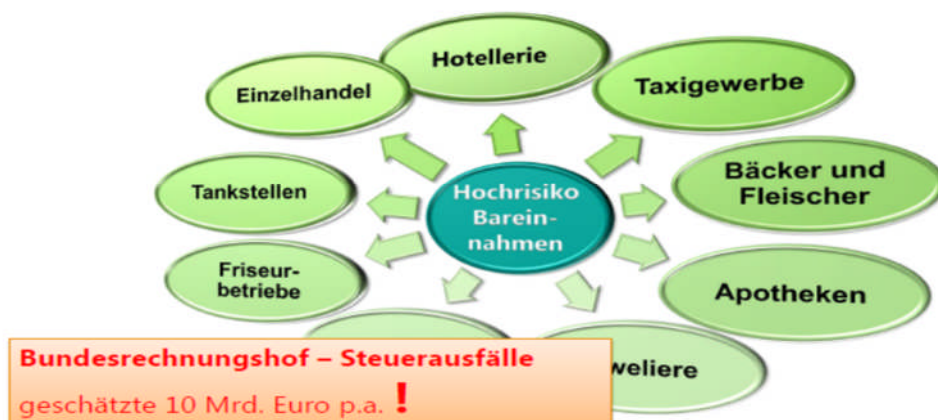 Hotellerie
Einzelhandel
Taxigewerbe
Tankstellen
Hochrisiko
Barein-
nahmen
Bäcker und
Fleischer
Friseur-
betriebe
Apotheken
weliere
Bundesrechnungshof – Steuerausfälle
geschätzte 10 Mrd. Euro p.a. !